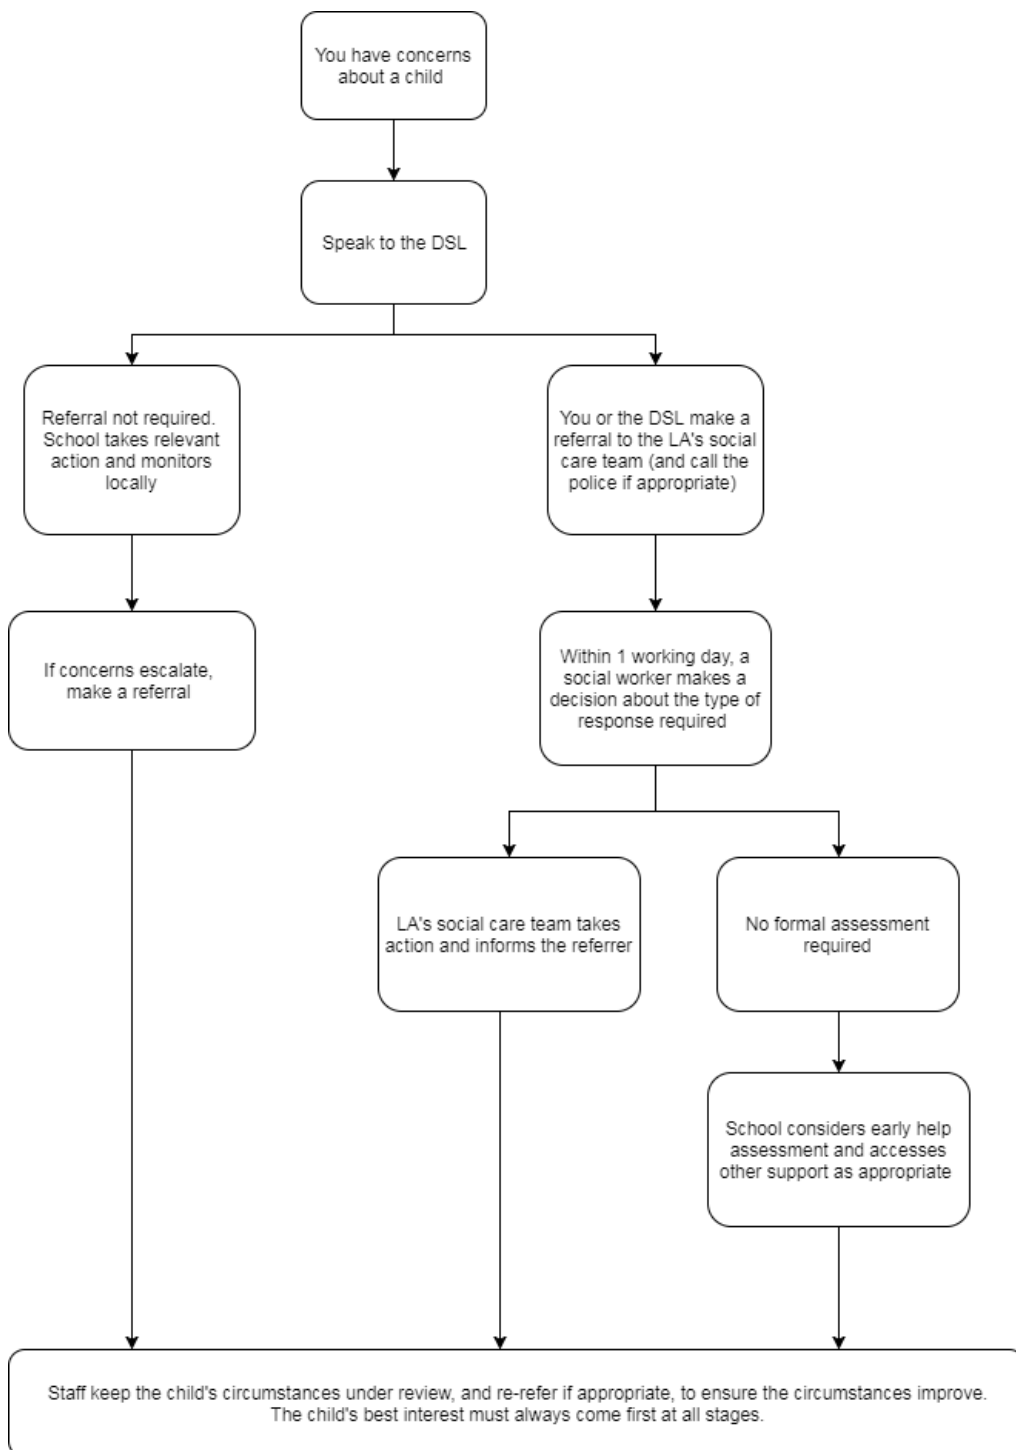 You have concerns
about a child
Speak to the DSL
Referral not required.
School takes relevant
action and monitors
locally
You or the DSL make a
referral to the LA's social
care team (and call the
police if appropriate)
If concerns escalate,
make a referral
Within 1 working day, a
social worker makes a
decision about the type of
response required
LA's social care team takes
action and informs the referrer
No formal assessment
required
School considers early help
assessment and accesses
other support as appropriate
Staff keep the child's circumstances under review, and re-refer if appropriate, to ensure the circumstances improve.
The child's best interest must always come first at all stages.